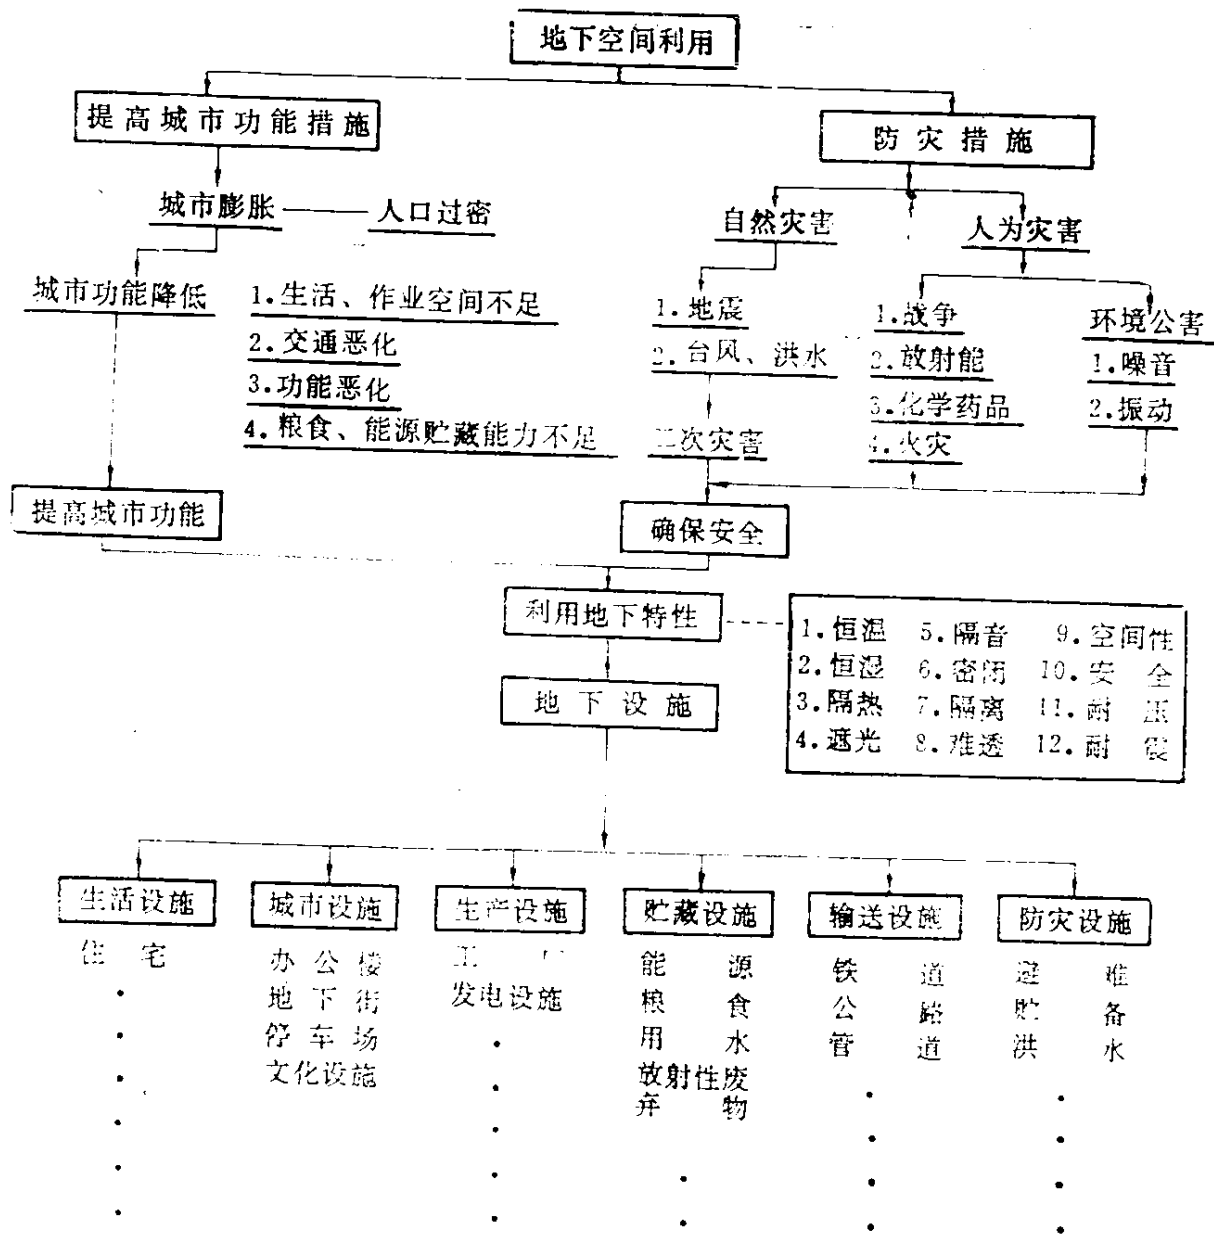 地下空间利用
提高城市功能措施
防灾措施
城市膨胀
人口过密
自然灾害
人为灾害
城市功能降低
1.生活、作业空间不足
2.交通恶化
3.功能恶化
4.粮食、能源贮藏能力不足
1.地震
2.台风、洪水
二次灾害
1.战争
2.放射能
3.化学药品
4.火灾
环境公害
1.噪音
2.振动
提高城市功能
确保安全
利用地下特性
1.恒温 5.隔音 9.空间性
2.恒湿 6.密闭 10.安全
3.隔热 7.隔离 11.耐压
4.遮光 8.难透 12.耐震
地下设施
生活设施
住宅
城市设施
办公楼
地下街
停车场
文化设施
生产设施
工
发电设施
贮藏设施
能源
粮食
用水
放射性废
弃物
输送设施
铁道
公路
管道
防灾设施
避难
贮备
洪水